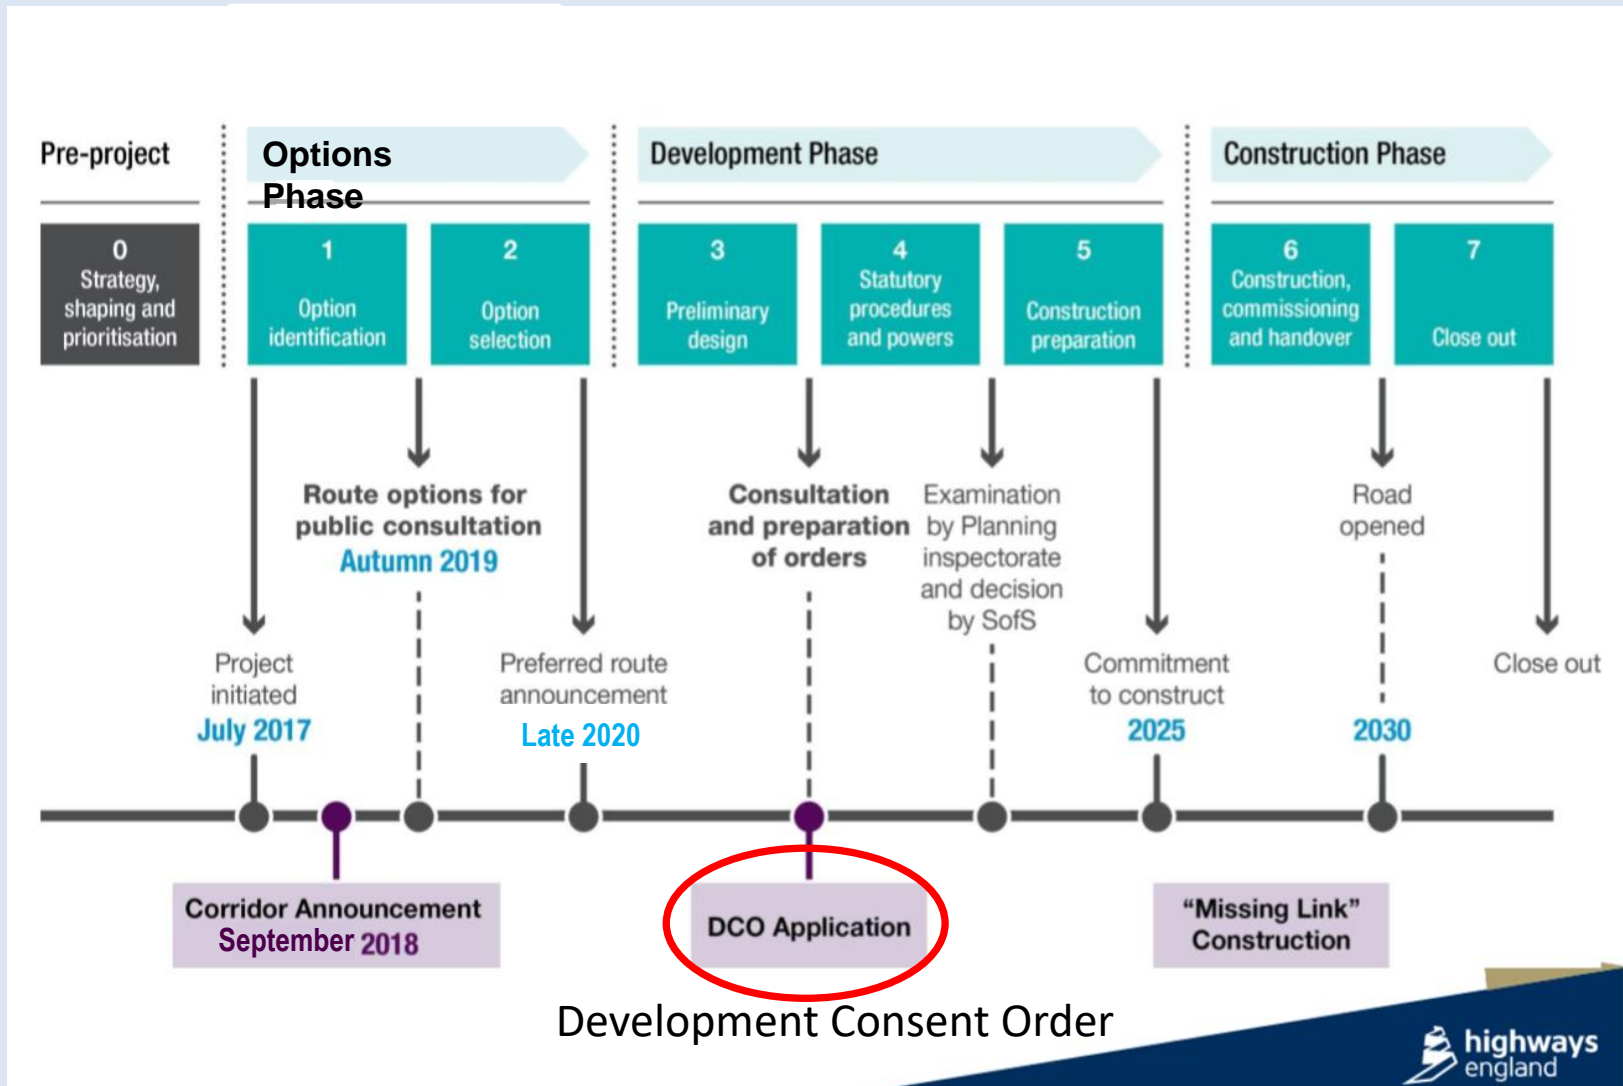 Pre-project
Options
Phase
Development Phase
Construction Phase
0
Strategy,
shaping and
prioritisation
1
Option
identification
2
Option
selection
3
Preliminary
design
4
Statutory
procedures
and powers
5
Construction
preparation
6
Construction,
commissioning
and handover
7
Close out
Route options for
public consultation
Autumn 2019
Consultation
and preparation
of orders
Examination
by Planning
inspectorate
and decision
by SofS
Road
opened
Project
initiated
July 2017
Preferred route
announcement
Late 2020
Commitment
to construct
2025
2030
Close out
Corridor Announcement
September 2018
DCO Application
"Missing Link"
Construction
Development Consent Order
highways
england